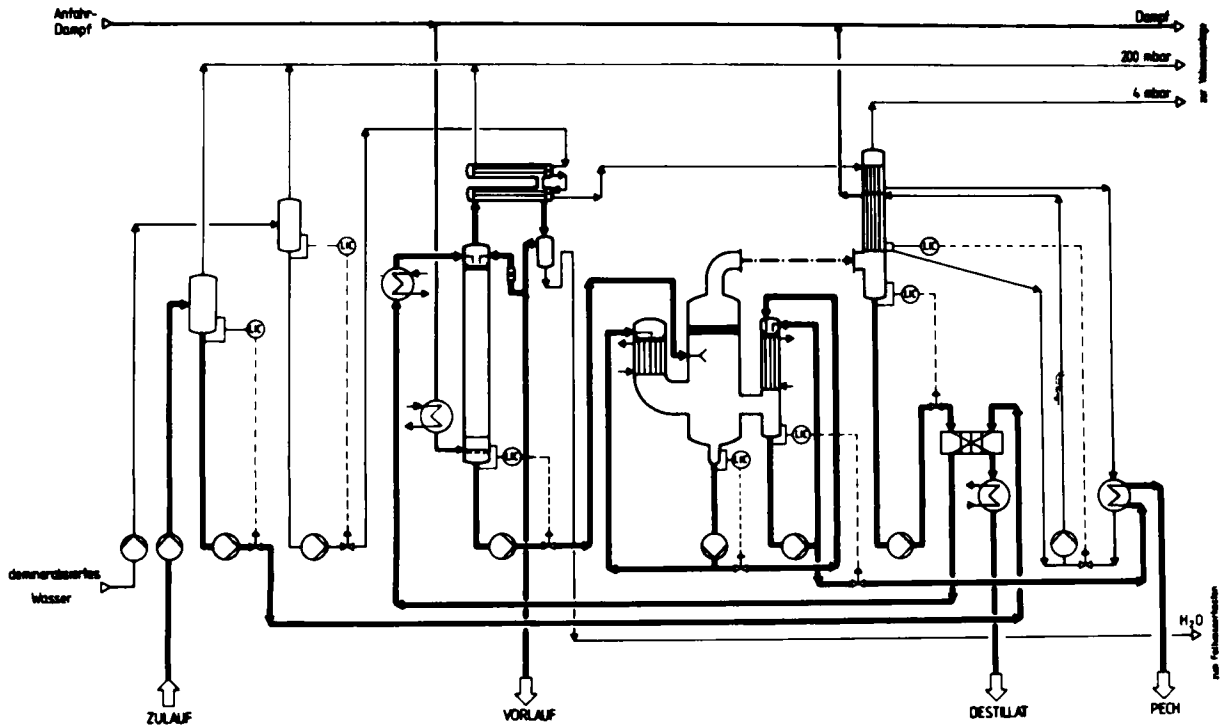 Anfahr-
Dampf
Dampf
200 mbar
4 mbar
LIC
LIC
LIC
LIC
LIC
LIC
LIC
demineralisiertes
Wasser
H₂O
ZULAUF
VORLAUF
DESTILLAT
PECH